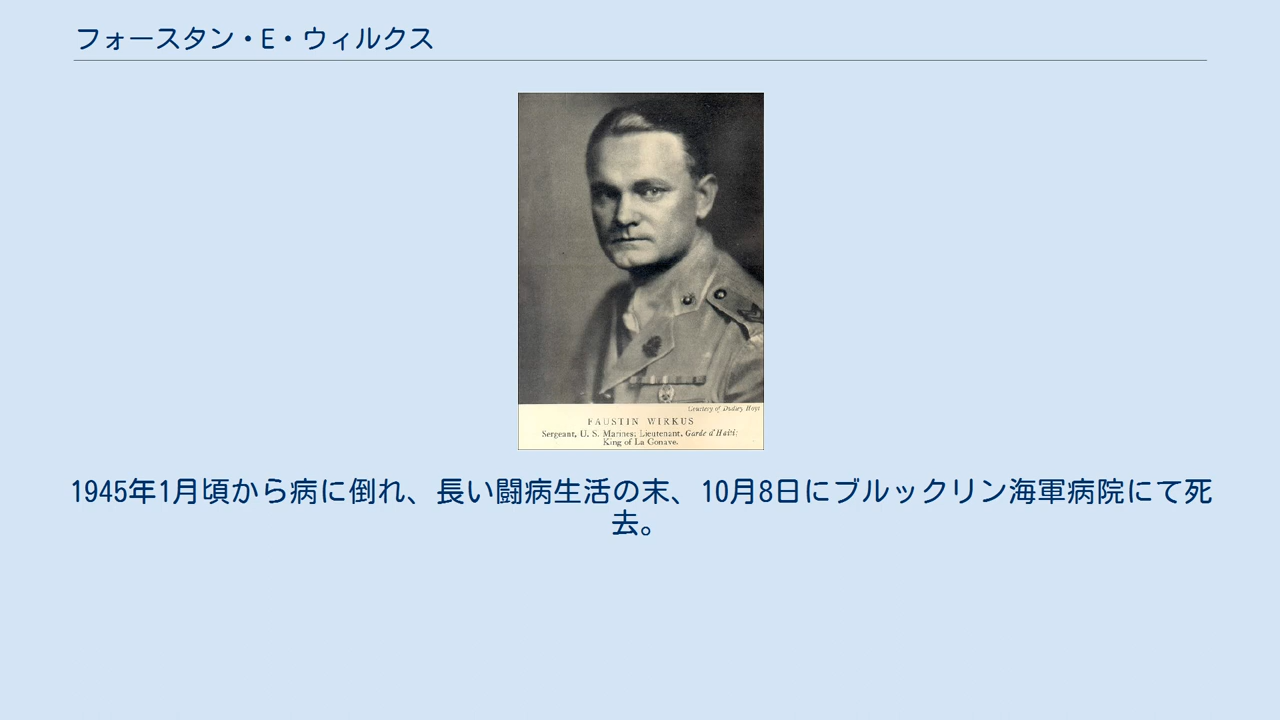 フォースタン・E・ウィルクス
Courtesy of Dudley Hoyt
FAUSTIN WIRKUS
Sergeant, U. S. Marines; Lieutenant, Garde d'Haiti;
King of La Gonave.
1945年1月頃から病に倒れ、長い闘病生活の末、10月8日にブルックリン海軍病院にて死
去。